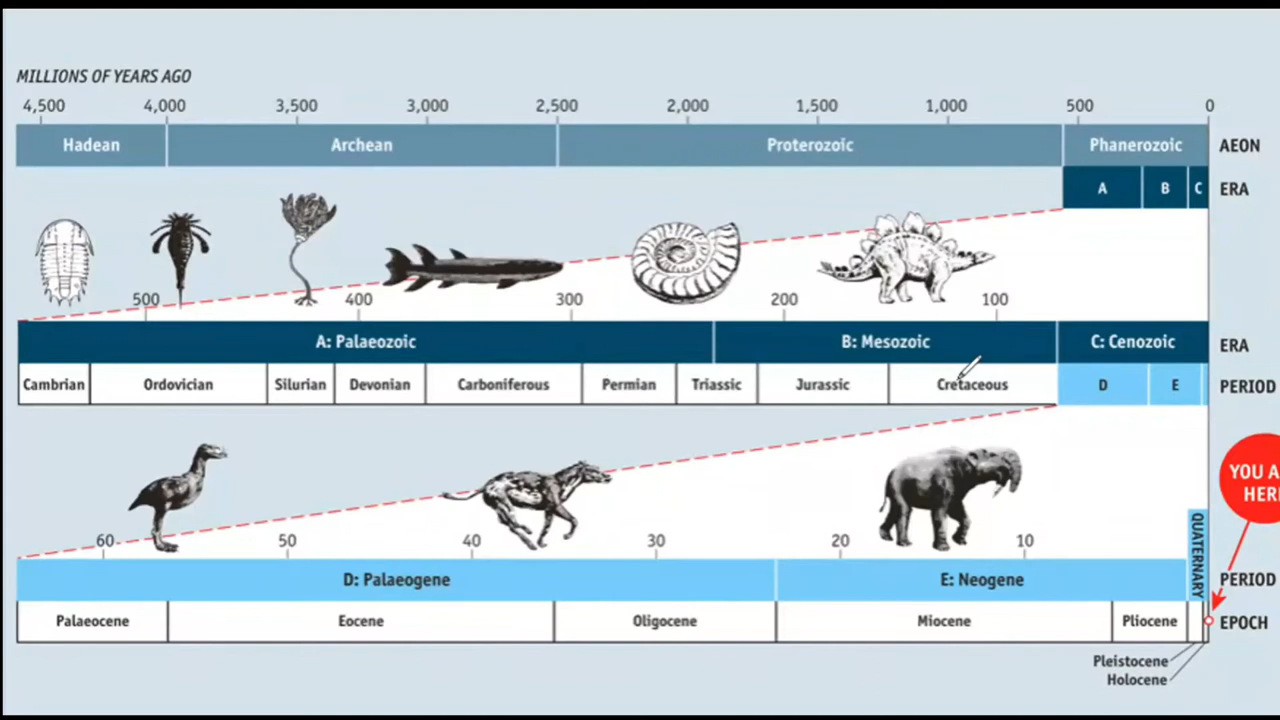 MILLIONS OF YEARS AGO
4,500 4,000 3,500 3,000 2,500 2,000 1,500 1,000 500 0
Hadean Archean Proterozoic Phanerozoic AEON
A B C ERA
500 400 300 200 100
A: Palaeozoic B: Mesozoic C: Cenozoic ERA
Cambrian Ordovician Silurian Devonian Carboniferous Permian Triassic Jurassic Cretaceous D E PERIOD
YOU A
HER
60 50 40 30 20 10
QUATERNARY
D: Palaeogene E: Neogene PERIOD
Palaeocene Eocene Oligocene Miocene Pliocene EPOCH
Pleistocene
Holocene